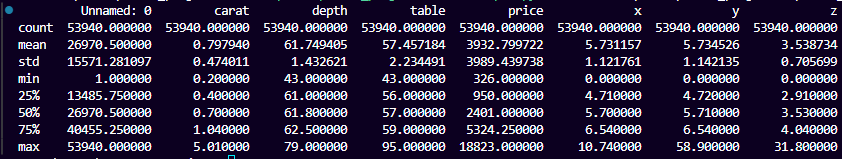 Unnamed: 0 carat depth table price x y z
count 53940.000000 53940.000000 53940.000000 53940.000000 53940.000000 53940.000000 53940.000000 53940.000000
mean 26970.500000 0.797940 61.749405 57.457184 3932.799722 5.731157 5.734526 3.538734
std 15571.281097 0.474011 1.432621 2.234491 3989.439738 1.121761 1.142135 0.705699
min 1.000000 0.200000 43.000000 43.000000 326.000000 0.000000 0.000000 0.000000
25% 13485.750000 0.400000 61.000000 56.000000 950.000000 4.710000 4.720000 2.910000
50% 26970.500000 0.700000 61.800000 57.000000 2401.000000 5.700000 5.710000 3.530000
75% 40455.250000 1.040000 62.500000 59.000000 5324.250000 6.540000 6.540000 4.040000
max 53940.000000 5.010000 79.000000 95.000000 18823.000000 10.740000 58.900000 31.800000